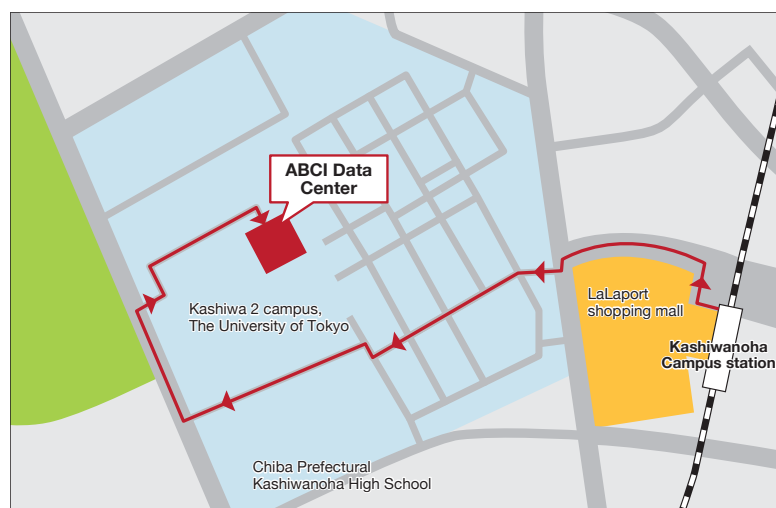 ABCI Data
Center
LaLaport
shopping mall
Kashiwa 2 campus,
The University of Tokyo
Kashiwanoha
Campus station
Chiba Prefectural
Kashiwanoha High School